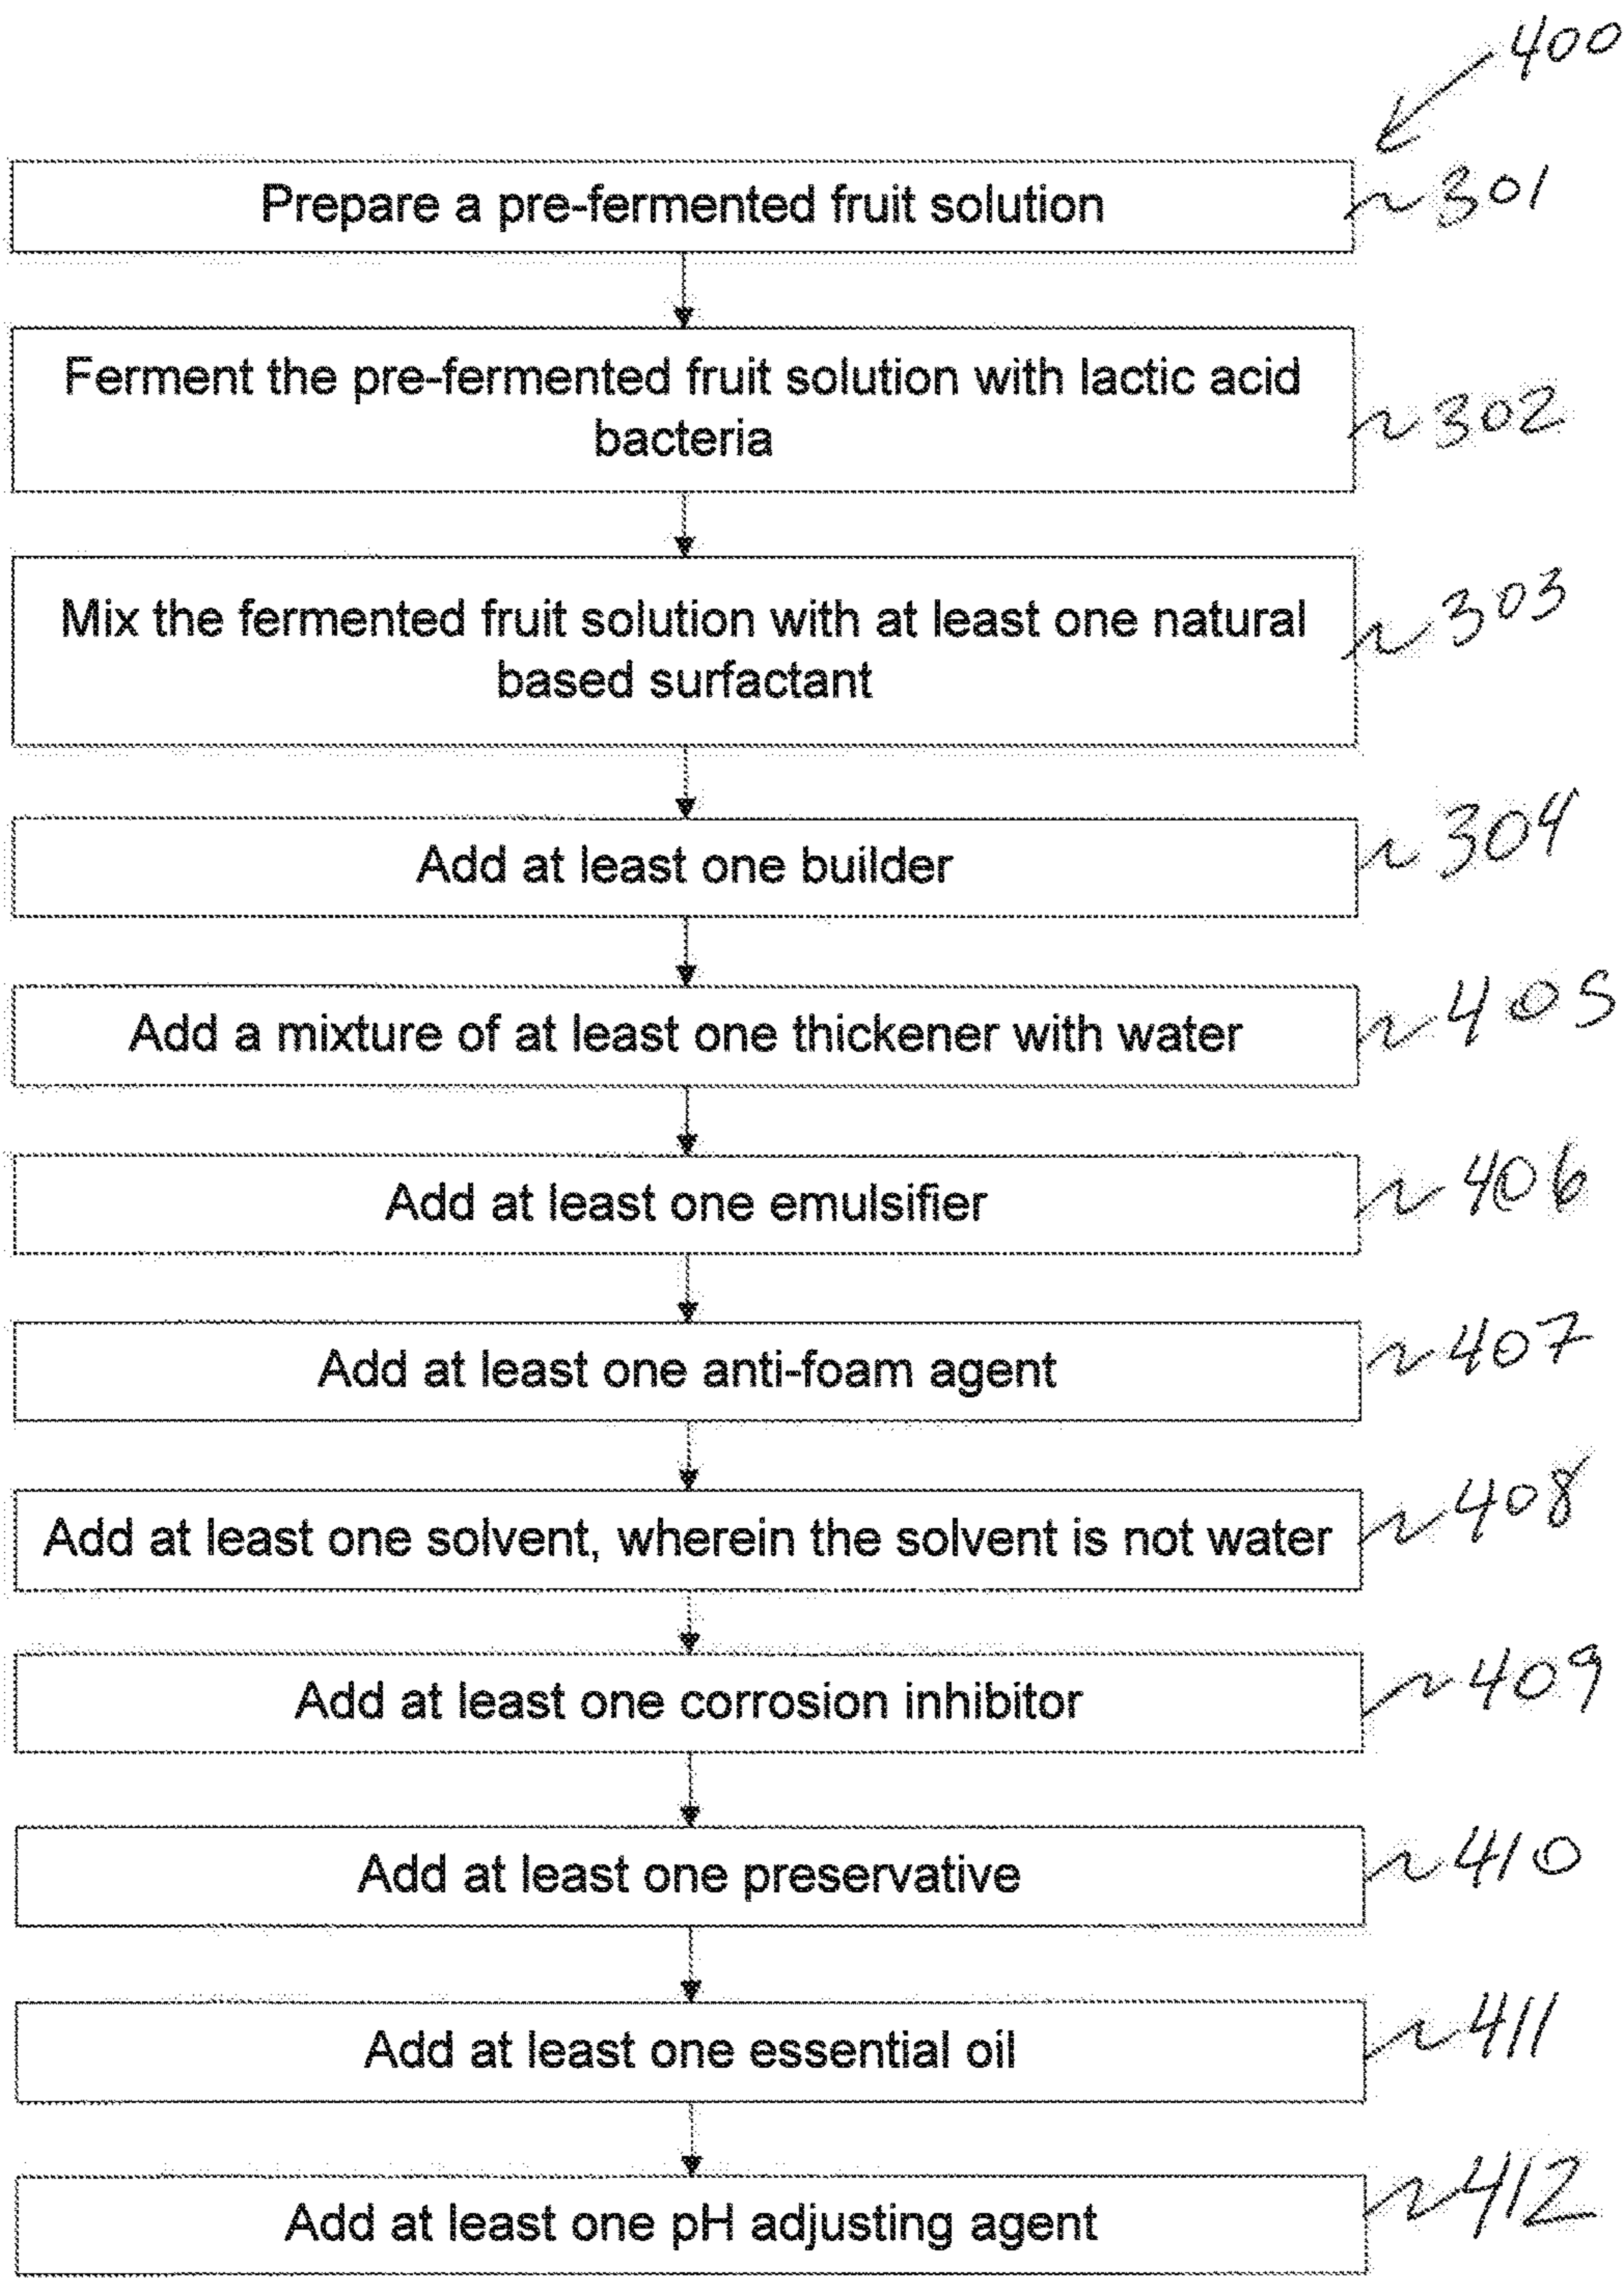 400
Prepare a pre-fermented fruit solution
301
Ferment the pre-fermented fruit solution with lactic acid
bacteria
302
Mix the fermented fruit solution with at least one natural
based surfactant
303
Add at least one builder
304
Add a mixture of at least one thickener with water
405
Add at least one emulsifier
406
Add at least one anti-foam agent
407
Add at least one solvent, wherein the solvent is not water
408
Add at least one corrosion inhibitor
409
Add at least one preservative
410
Add at least one essential oil
411
Add at least one pH adjusting agent
412